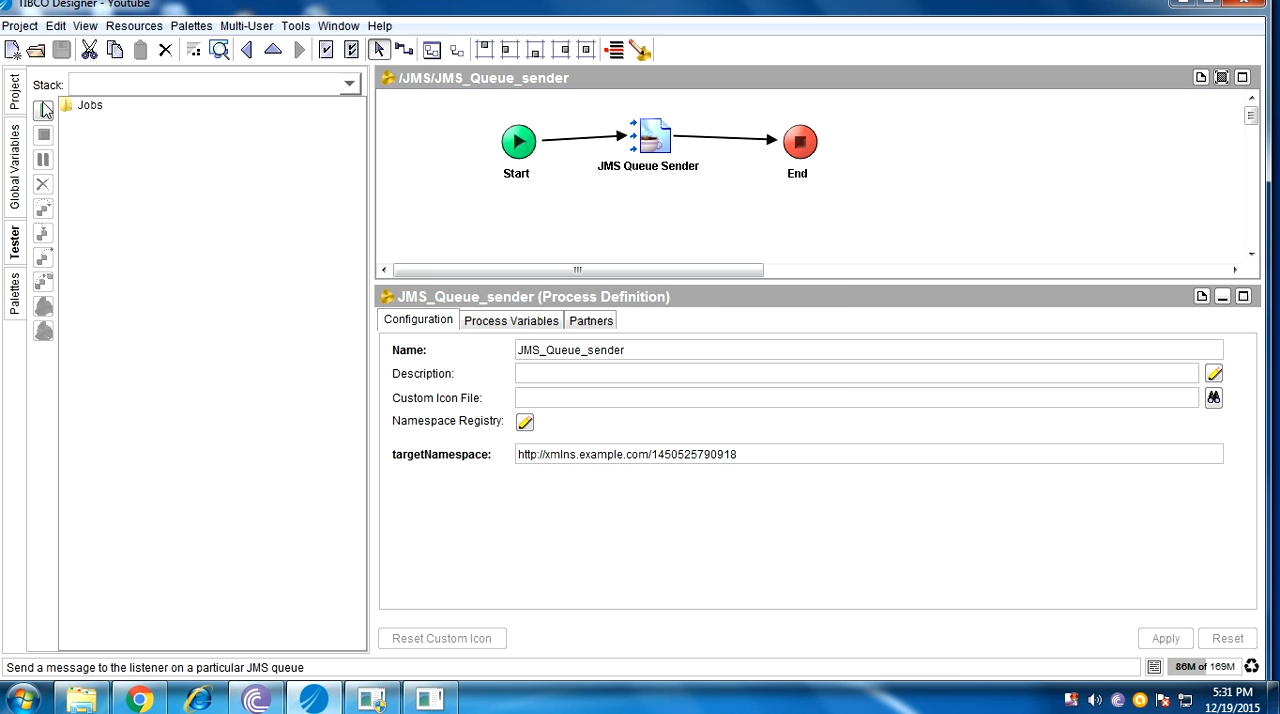 TIBCO Designer - Youtube
Project Edit View Resources Palettes Multi-User Tools Window Help
Project
Global Variables
Tester
Palettes
Stack:
Jobs
/JMS/JMS_Queue_sender
Start
JMS Queue Sender
End
JMS_Queue_sender (Process Definition)
Configuration Process Variables Partners
Name: JMS_Queue_sender
Description:
Custom Icon File:
Namespace Registry:
targetNamespace: http://xmlns.example.com/1450525790918
Reset Custom Icon Apply Reset
Send a message to the listener on a particular JMS queue 86M of 169M
5:31 PM
12/19/2015